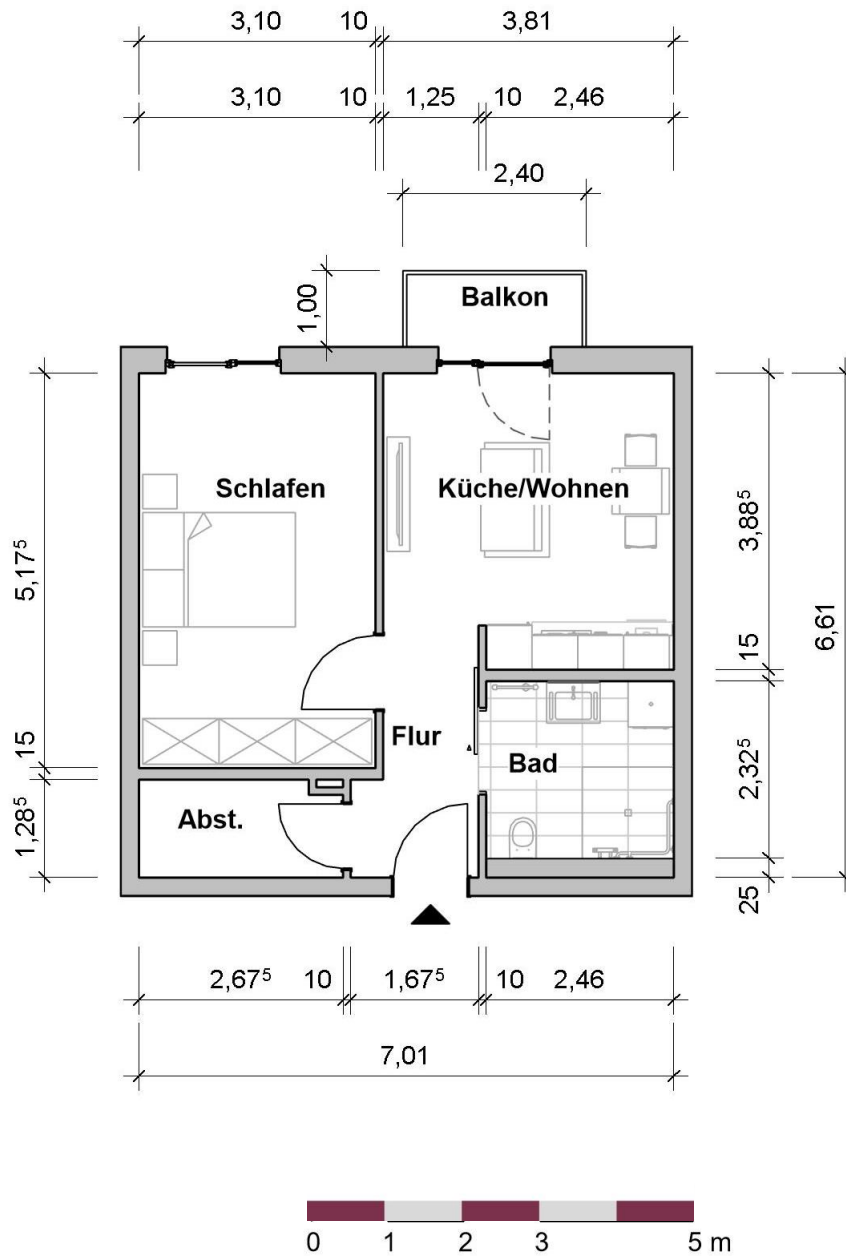 3,10 10 3,81
3,10 10 1,25 10 2,46
2,40
1,00
Balkon
Schlafen
Küche/Wohnen
5,17⁵
3,88⁵
6,61
15
15
Flur
Bad
2,32⁵
Abst.
1,28⁵
25
2,67⁵ 10 1,67⁵ 10 2,46
7,01
0 1 2 3 5 m